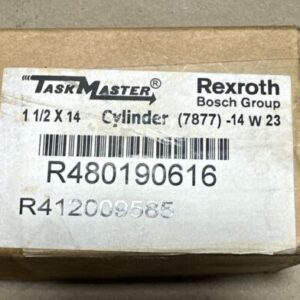 TASKMASTER® Rexroth
Bosch Group
1 1/2 X 14 Cylinder (7877) -14 W 23
R480190616
R412009585